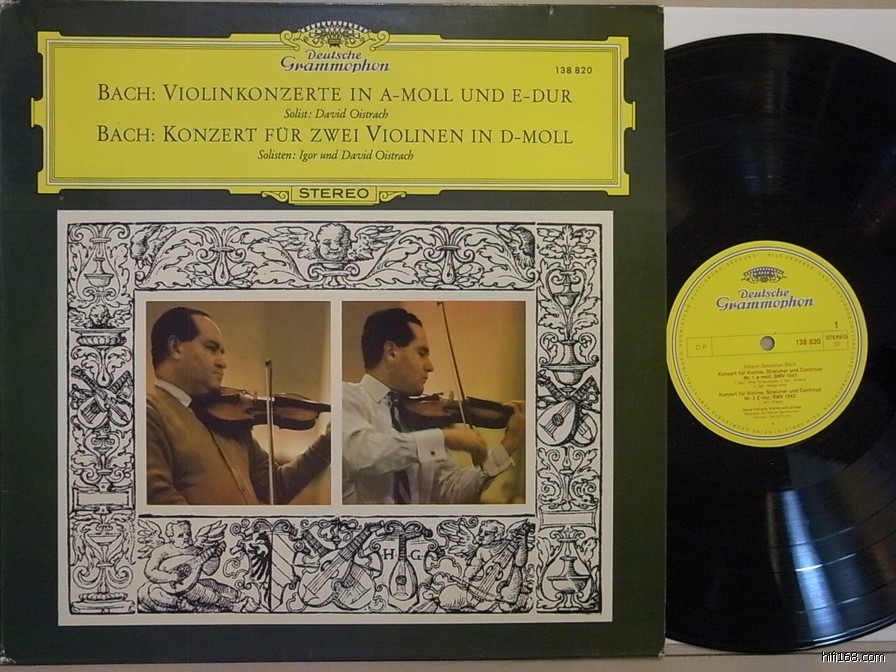 Deutsche
Grammophon
138 820
BACH: VIOLINKONZERTE IN A-MOLL UND E-DUR
Solist: David Oistrach
BACH: KONZERT FÜR ZWEI VIOLINEN IN D-MOLL
Solisten: Igor und David Oistrach
STEREO
H G
Deutsche
Grammophon
1
138 820
STEREO
33
Johann Sebastian Bach
Konzert für Violine, Streicher und Continuo
Nr. 1 a-moll, BWV 1041
Konzert für Violine, Streicher und Continuo
Nr. 2 E-dur, BWV 1042
hifi168.com